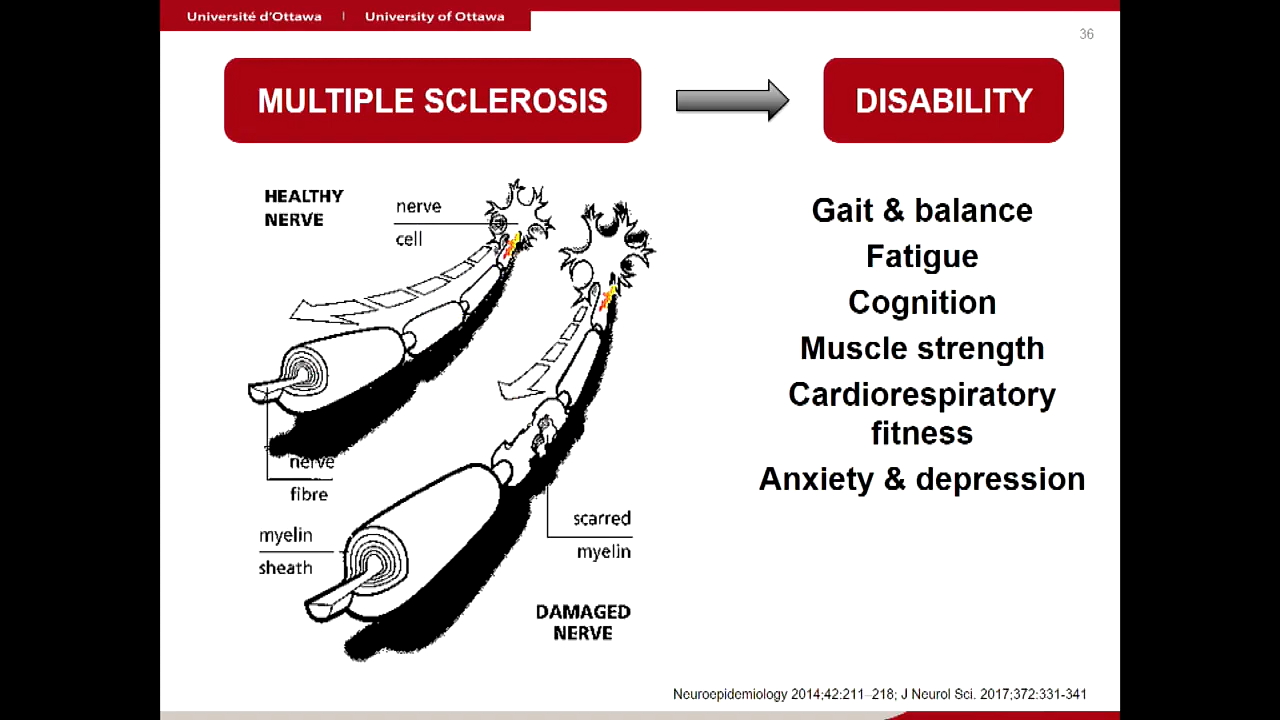 Université d'Ottawa | University of Ottawa
36
MULTIPLE SCLEROSIS
DISABILITY
HEALTHY
NERVE
nerve
cell
nerve
fibre
myelin
sheath
scarred
myelin
DAMAGED
NERVE
Gait & balance
Fatigue
Cognition
Muscle strength
Cardiorespiratory
fitness
Anxiety & depression
Neuroepidemiology 2014;42:211–218; J Neurol Sci. 2017;372:331-341